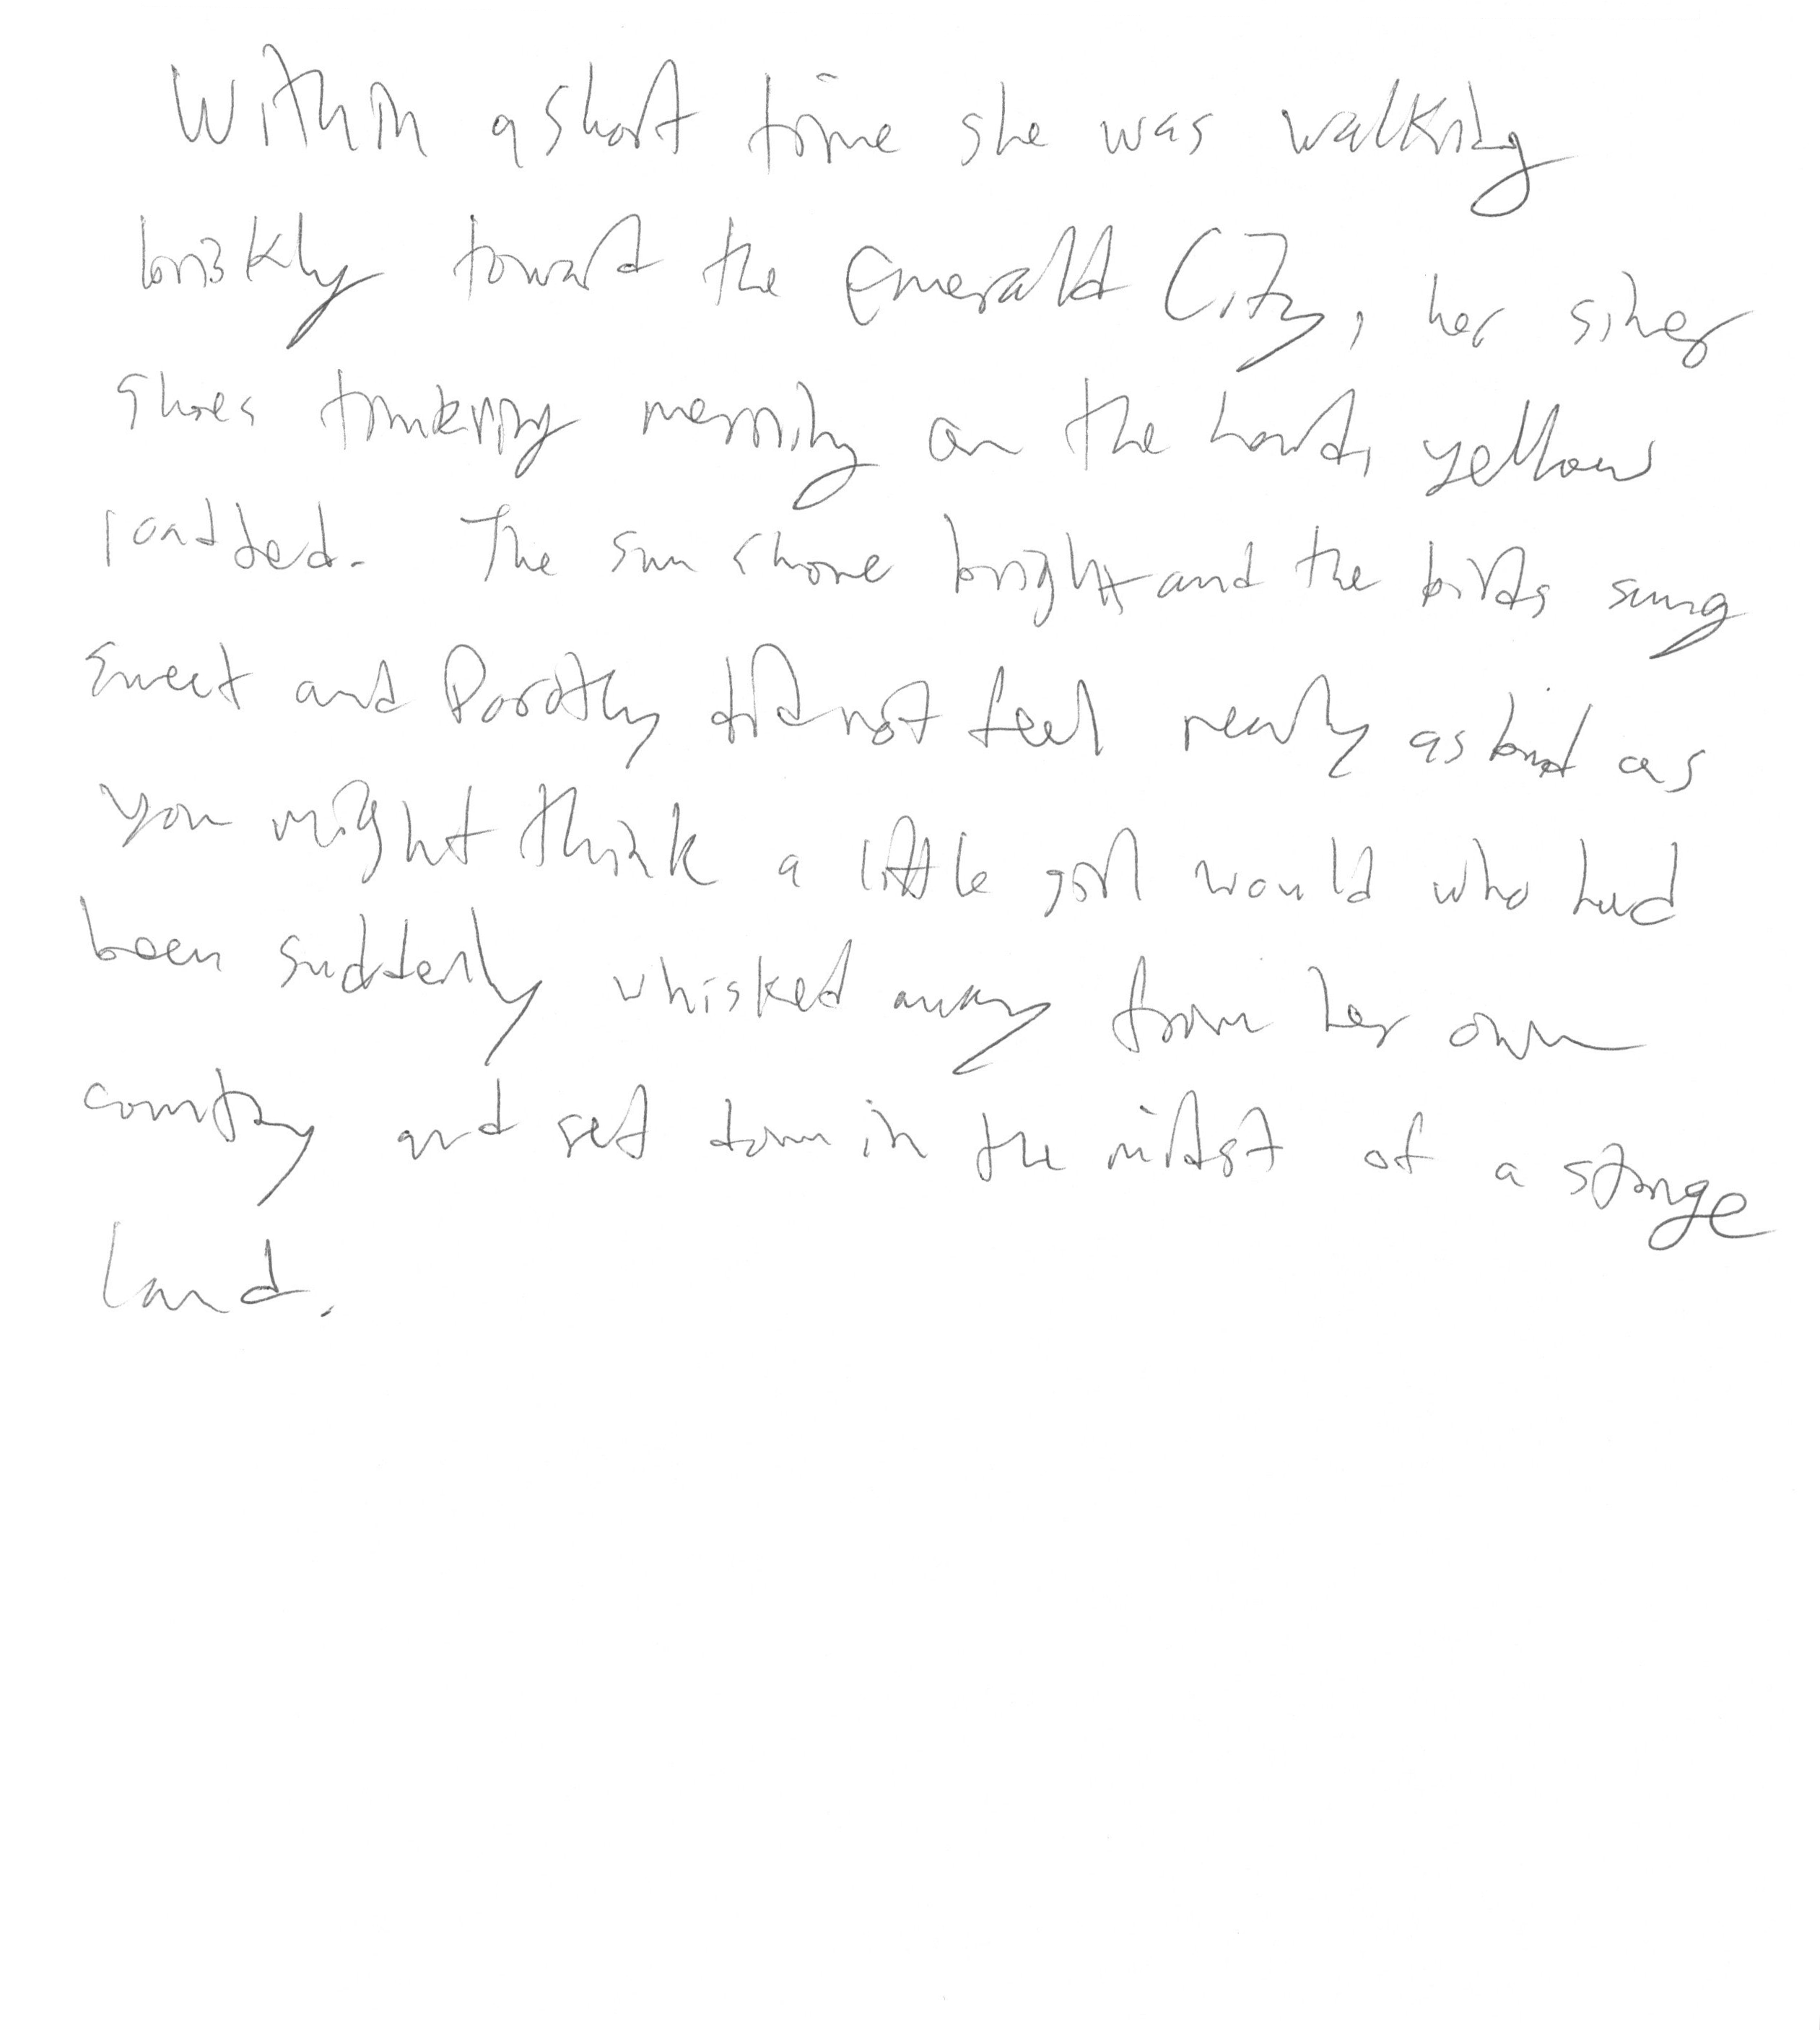 Within a short time she was walking
briskly toward the Emerald City, her silver
shoes tinkling merrily on the hard, yellow
roadbed. The sun shone bright and the birds sung
sweet and Dorothy did not feel nearly as bad as
you might think a little girl would who had
been suddenly whisked away from her own
country and set down in the midst of a strange
land.